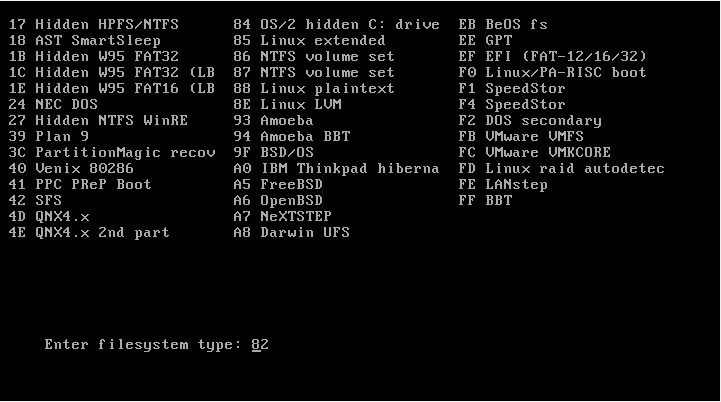 17 Hidden HPFS/NTFS 84 OS/2 hidden C: drive EB BeOS fs
18 AST SmartSleep 85 Linux extended EE GPT
1B Hidden W95 FAT32 86 NTFS volume set EF EFI (FAT-12/16/32)
1C Hidden W95 FAT32 (LB 87 NTFS volume set F0 Linux/PA-RISC boot
1E Hidden W95 FAT16 (LB 88 Linux plaintext F1 SpeedStor
24 NEC DOS 8E Linux LVM F4 SpeedStor
27 Hidden NTFS WinRE 93 Amoeba F2 DOS secondary
39 Plan 9 94 Amoeba BBT FB VMware VMFS
3C PartitionMagic recov 9F BSD/OS FC VMware VMKCORE
40 Venix 80286 A0 IBM Thinkpad hiberna FD Linux raid autodetec
41 PPC PReP Boot A5 FreeBSD FE LANstep
42 SFS A6 OpenBSD FF BBT
4D QNX4.x A7 NeXTSTEP
4E QNX4.x 2nd part A8 Darwin UFS
Enter filesystem type: 82